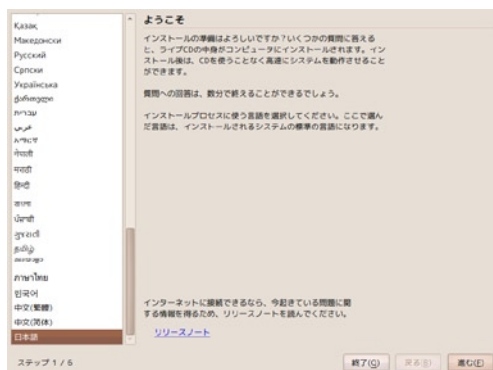 Қазақ
Македонски
Русский
Српски
Українська
ქართული
עברית
عربي
አማርኛ
नेपाली
मराठी
हिन्दी
বাংলা
ਪੰਜਾਬੀ
ગુજરાતી
தமிழ்
മലയാളം
ภาษาไทย
한국어
中文(繁體)
中文(简体)
日本語
ようこそ
インストールの準備はよろしいですか？いくつかの質問に答える
と、ライブCDの中身がコンピュータにインストールされます。イン
ストール後は、CDを使うことなく高速にシステムを動作させること
ができます。
質問への回答は、数分で終えることができるでしょう。
インストールプロセスに使う言語を選択してください。ここで選ん
だ言語は、インストールされるシステムの標準の言語になります。
インターネットに接続できるなら、今起きている問題に関
する情報を得るため、リリースノートを読んでください。
リリースノート
ステップ 1 / 6
終了(Q)
戻る(B)
進む(F)